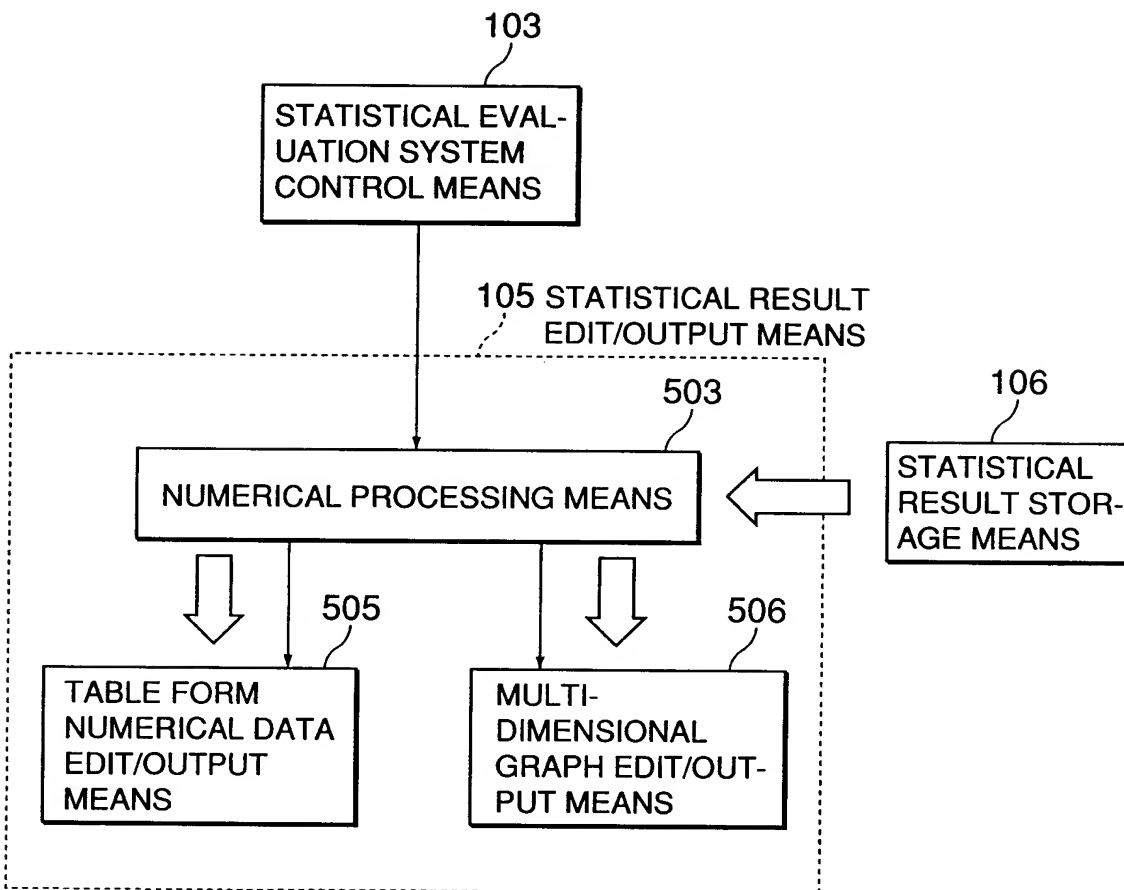 103
STATISTICAL EVAL-
UATION SYSTEM
CONTROL MEANS
105 STATISTICAL RESULT
EDIT/OUTPUT MEANS
503
NUMERICAL PROCESSING MEANS
106
STATISTICAL
RESULT STOR-
AGE MEANS
505
TABLE FORM
NUMERICAL DATA
EDIT/OUTPUT
MEANS
506
MULTI-
DIMENSIONAL
GRAPH EDIT/OUT-
PUT MEANS